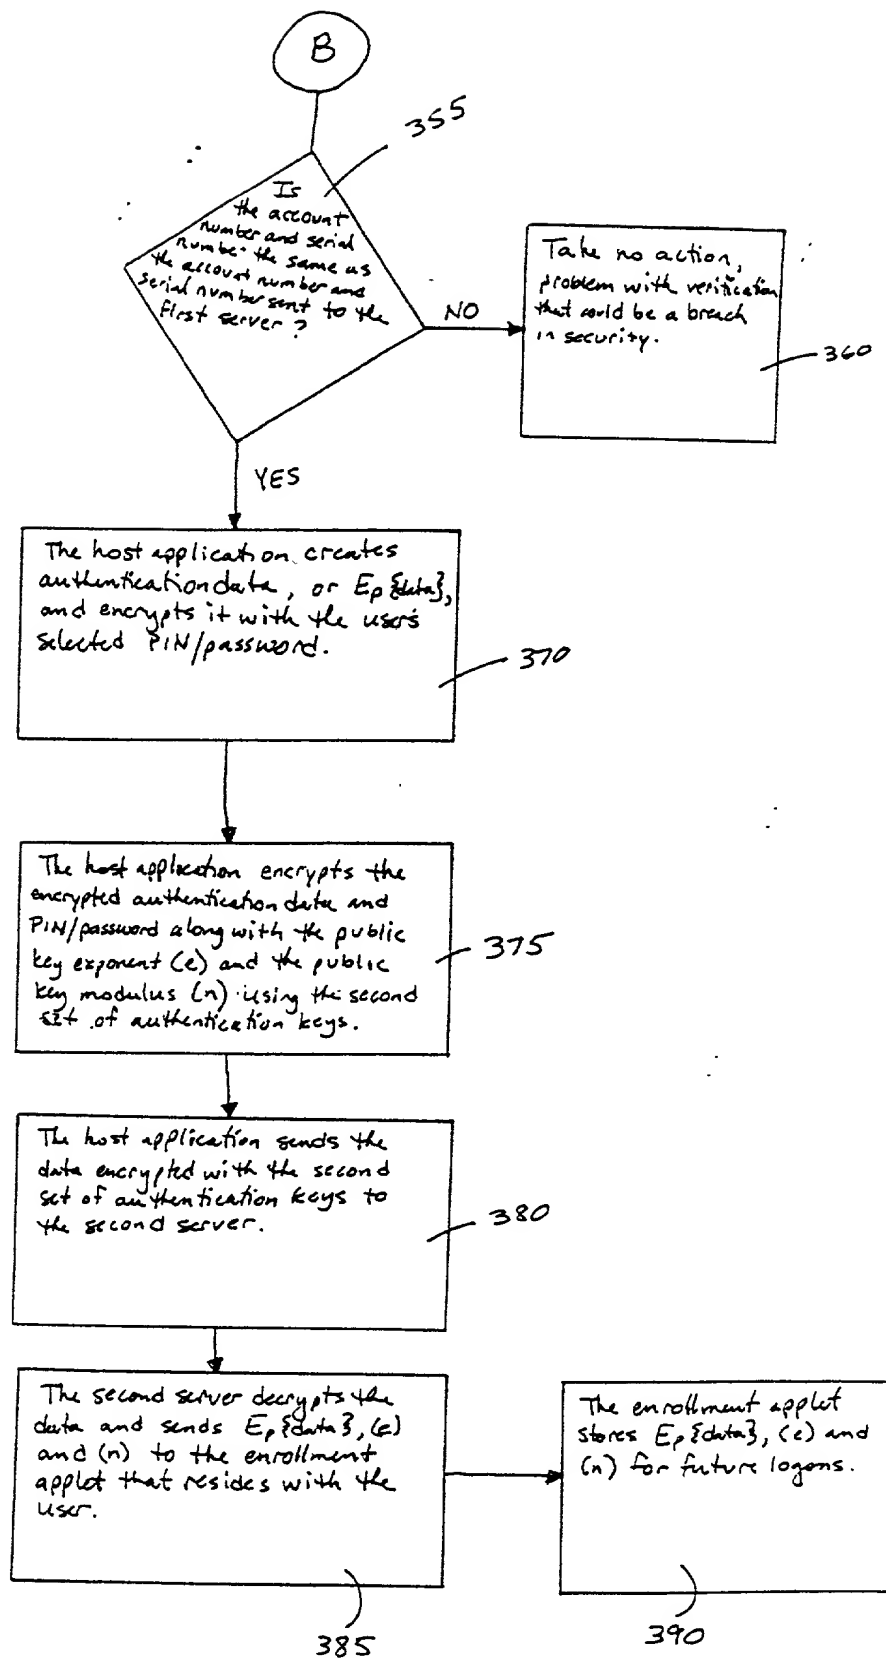 B
355
Is
the account
number and serial
number the same as
the account number and
serial number sent to the
first server?
NO
Take no action,
problem with verification
that could be a breach
in security.
360
YES
The host application creates
authentication data, or Ep{data},
and encrypts it with the user's
selected PIN/password.
370
The host application encrypts the
encrypted authentication data and
PIN/password along with the public
key exponent (e) and the public
key modulus (n) using the second
set of authentication keys.
375
The host application sends the
data encrypted with the second
set of authentication keys to
the second server.
380
The second server decrypts the
data and sends Ep{data}, (e)
and (n) to the enrollment
applet that resides with the
user.
385
The enrollment applet
stores Ep{data}, (e) and
(n) for future logons.
390